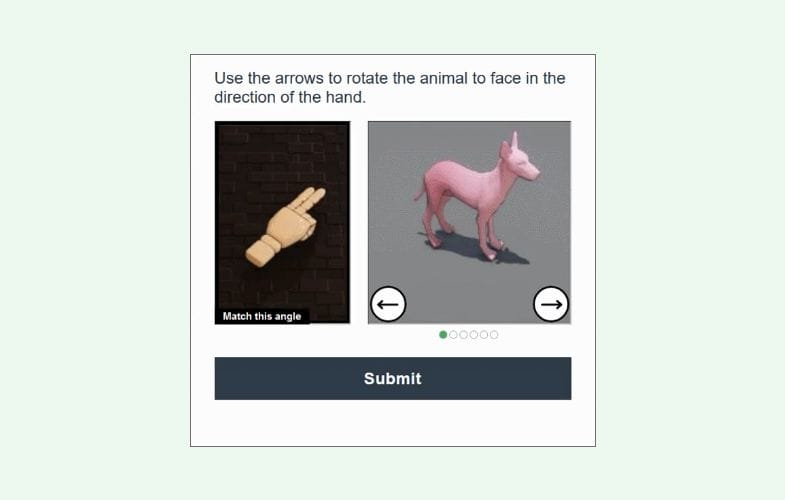 Use the arrows to rotate the animal to face in the
direction of the hand.
Match this angle
Submit